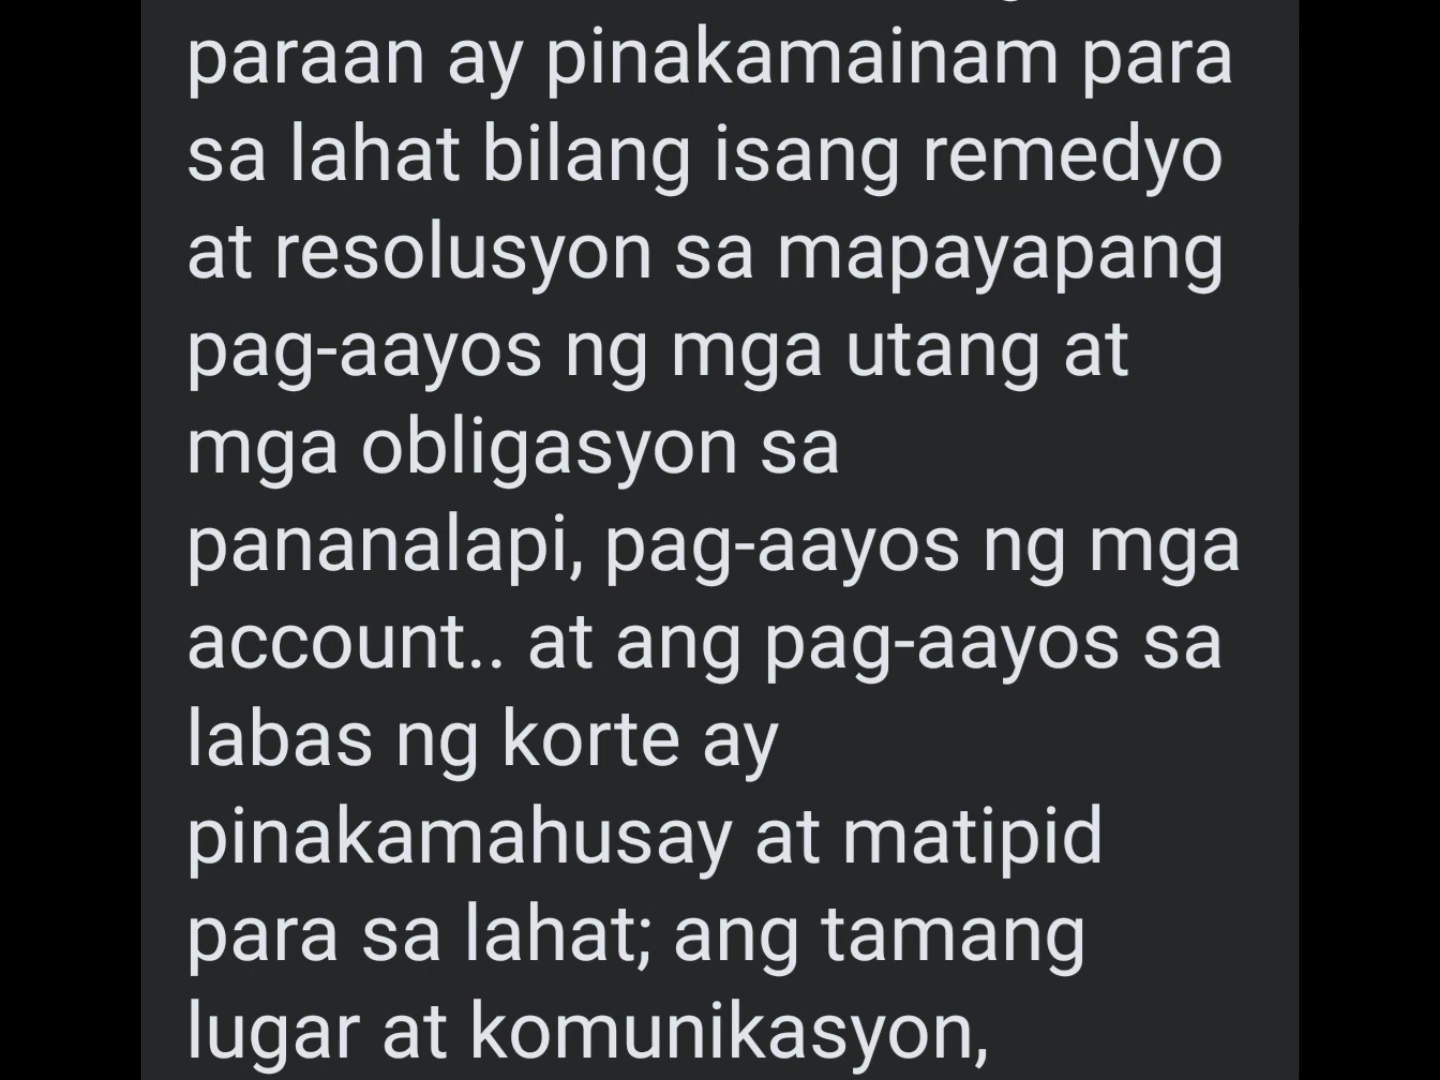 paraan ay pinakamainam para
sa lahat bilang isang remedyo
at resolusyon sa mapayapang
pag-aayos ng mga utang at
mga obligasyon sa
pananalapi, pag-aayos ng mga
account.. at ang pag-aayos sa
labas ng korte ay
pinakamahusay at matipid
para sa lahat; ang tamang
lugar at komunikasyon,